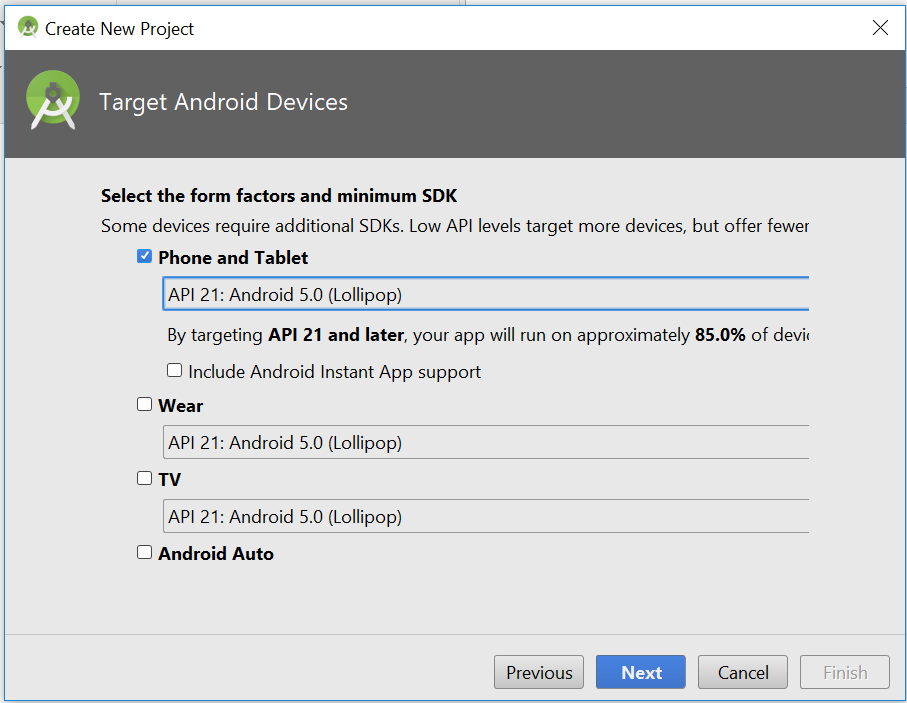 Create New Project
Target Android Devices
Select the form factors and minimum SDK
Some devices require additional SDKs. Low API levels target more devices, but offer fewer
Phone and Tablet
API 21: Android 5.0 (Lollipop)
By targeting API 21 and later, your app will run on approximately 85.0% of
Include Android Instant App support
Wear
API 21: Android 5.0 (Lollipop)
TV
API 21: Android 5.0 (Lollipop)
Android Auto
Previous Next Cancel Finish